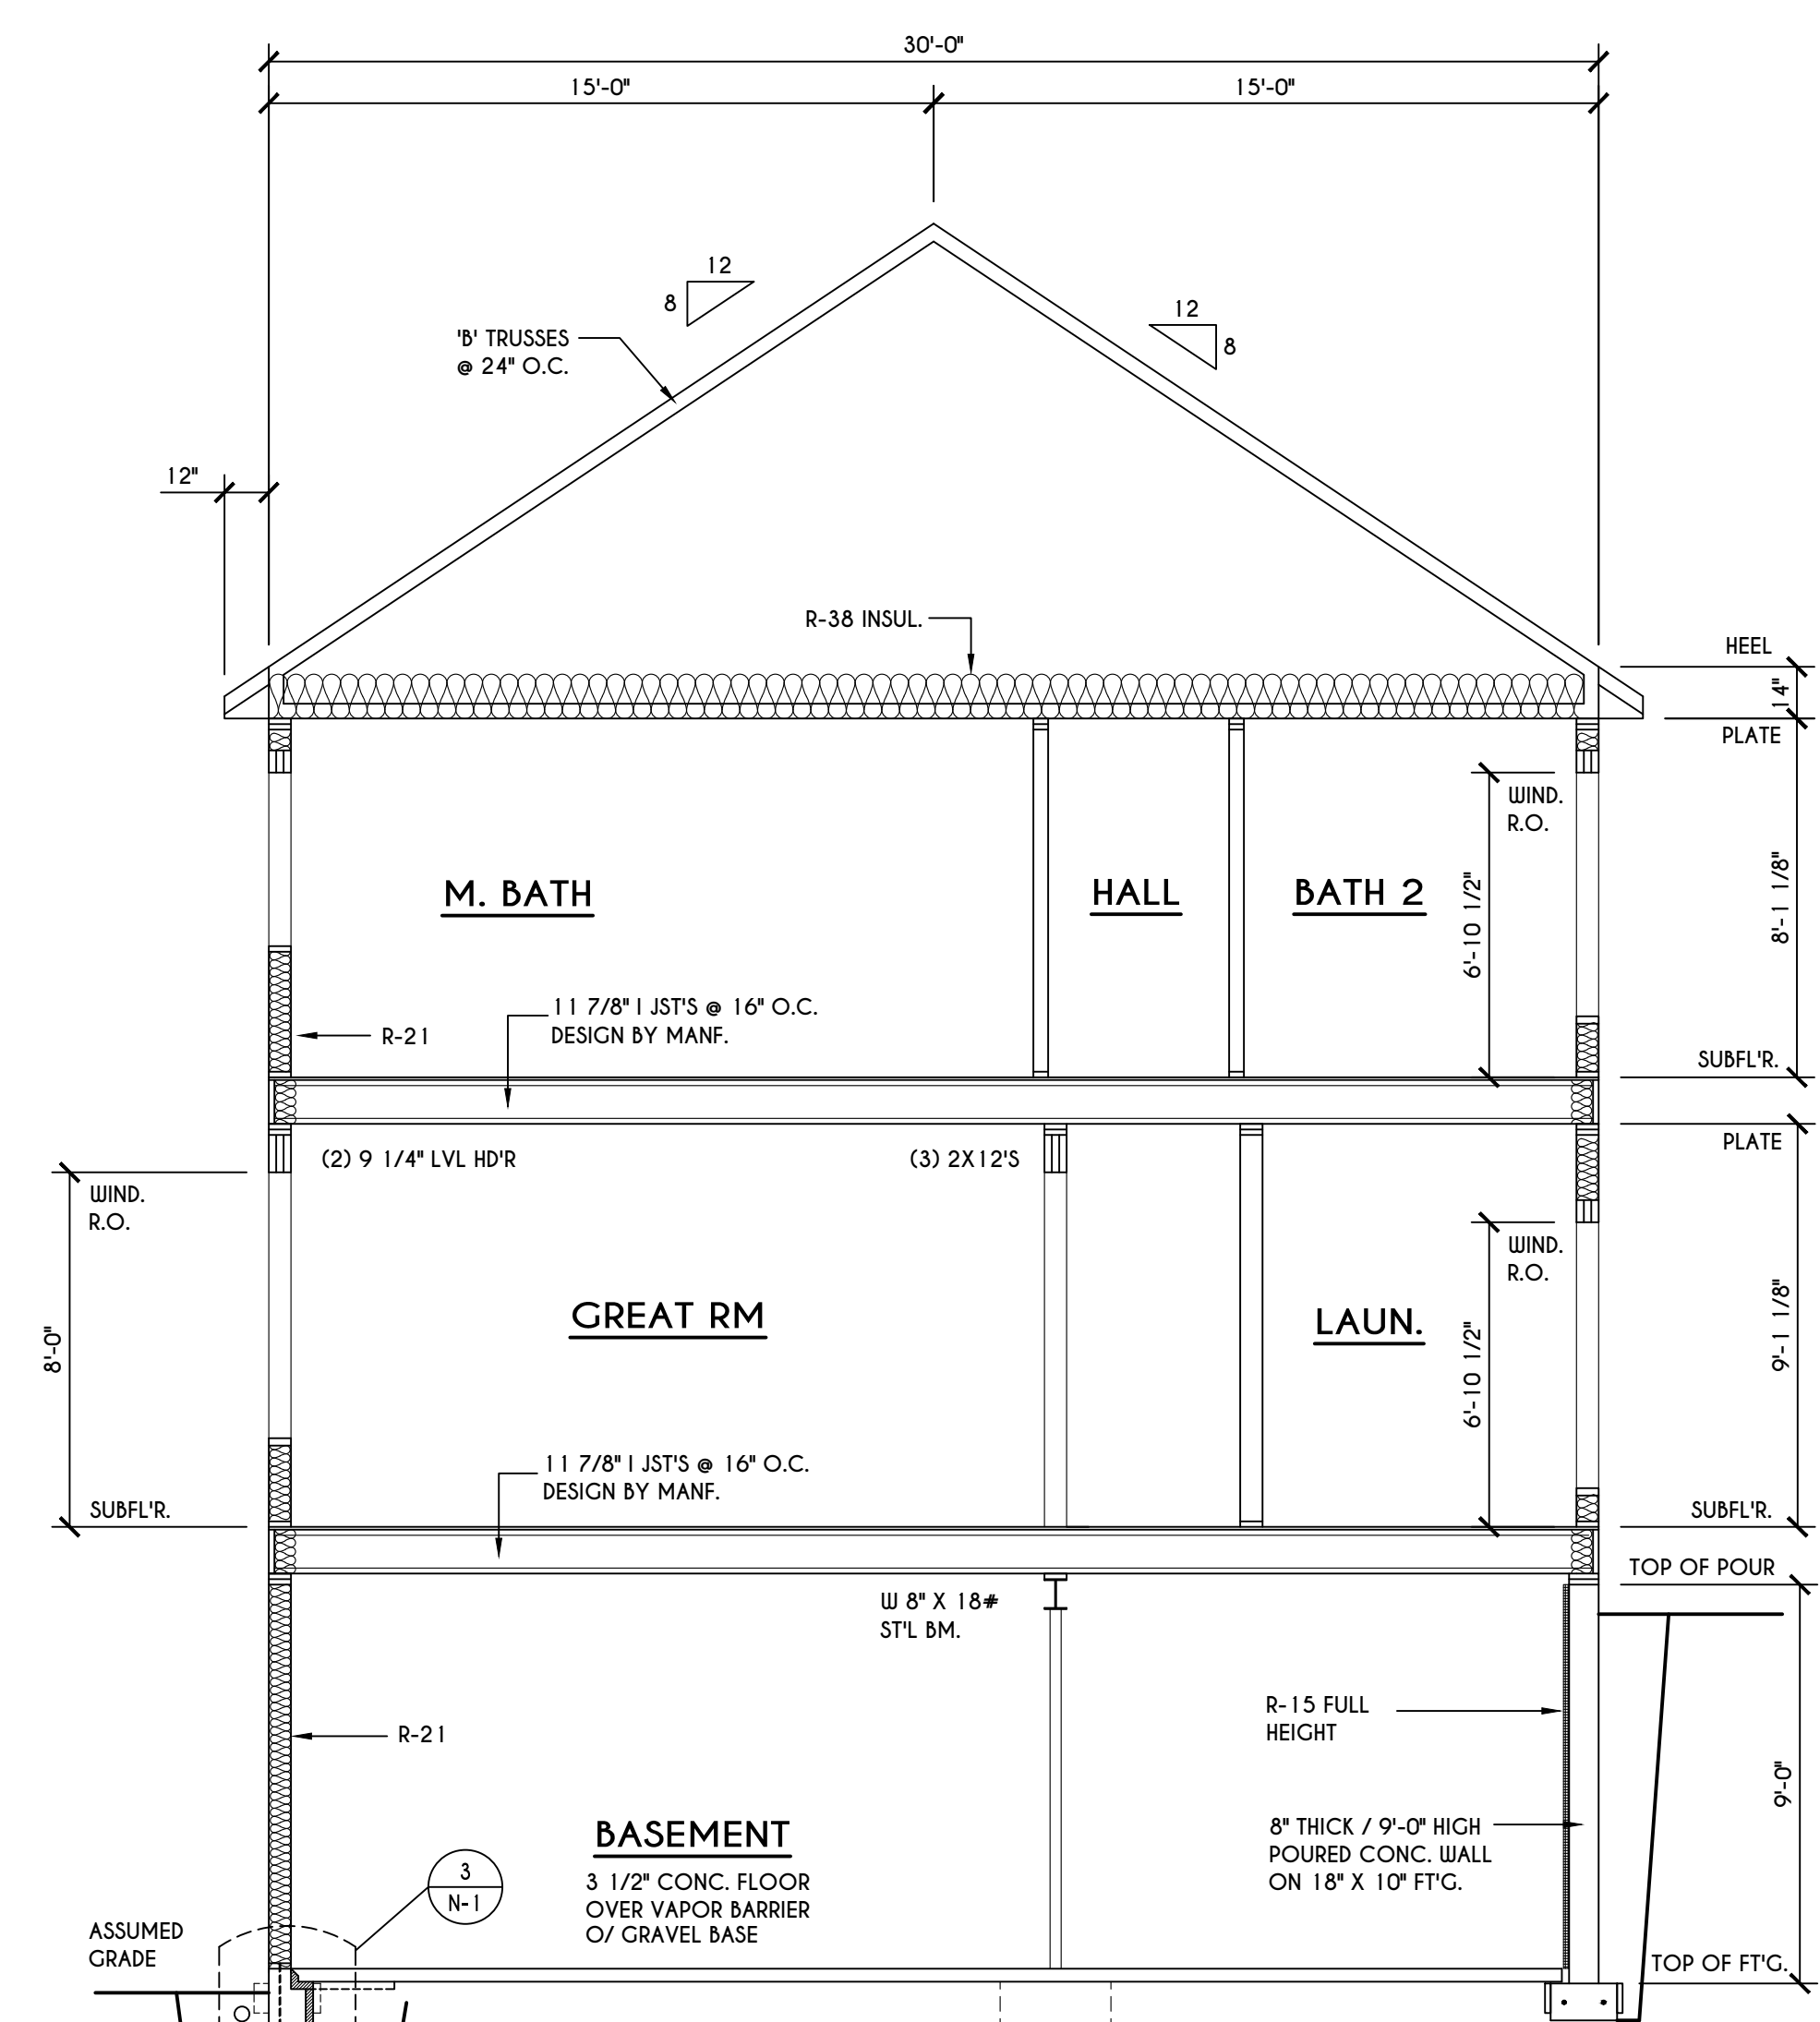 30'-0"
15'-0"
15'-0"
12
8
12
8
'B' TRUSSES
@ 24" O.C.
12"
R-38 INSUL.
HEEL
14"
PLATE
WIND.
R.O.
6'-10 1/2"
8'-1 1/8"
M. BATH
HALL
BATH 2
11 7/8" I JST'S @ 16" O.C.
DESIGN BY MANF.
R-21
SUBFL'R.
(2) 9 1/4" LVL HD'R
(3) 2X12'S
PLATE
WIND.
R.O.
WIND.
R.O.
8'-0"
GREAT RM
LAUN.
6'-10 1/2"
9'-1 1/8"
11 7/8" I JST'S @ 16" O.C.
DESIGN BY MANF.
SUBFL'R.
SUBFL'R.
TOP OF POUR
W 8" X 18#
ST'L BM.
R-21
R-15 FULL
HEIGHT
9'-0"
BASEMENT
3 1/2" CONC. FLOOR
OVER VAPOR BARRIER
O/ GRAVEL BASE
8" THICK / 9'-0" HIGH
POURED CONC. WALL
ON 18" X 10" FT'G.
3
N-1
ASSUMED
GRADE
TOP OF FT'G.